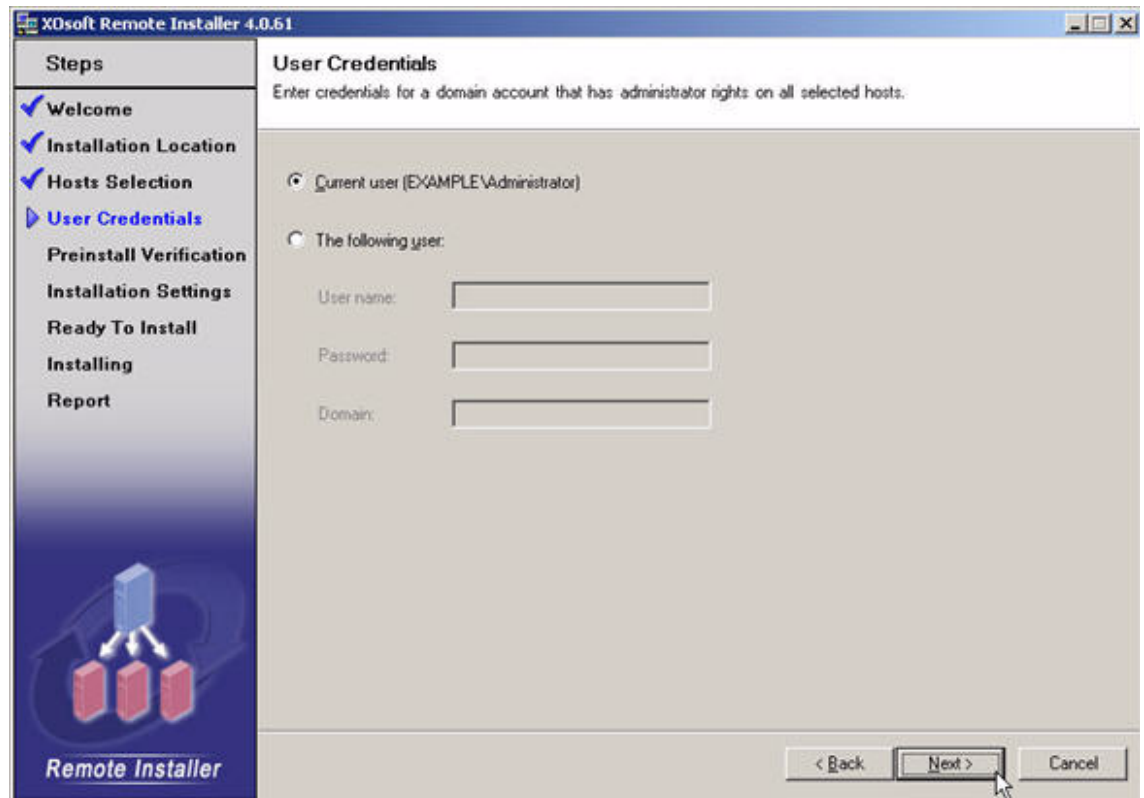 XOsoft Remote Installer 4.0.61
Steps
Welcome
Installation Location
Hosts Selection
User Credentials
Preinstall Verification
Installation Settings
Ready To Install
Installing
Report
Remote Installer
User Credentials
Enter credentials for a domain account that has administrator rights on all selected hosts.
Current user (EXAMPLE\Administrator)
The following user:
User name:
Password:
Domain:
< Back
Next >
Cancel